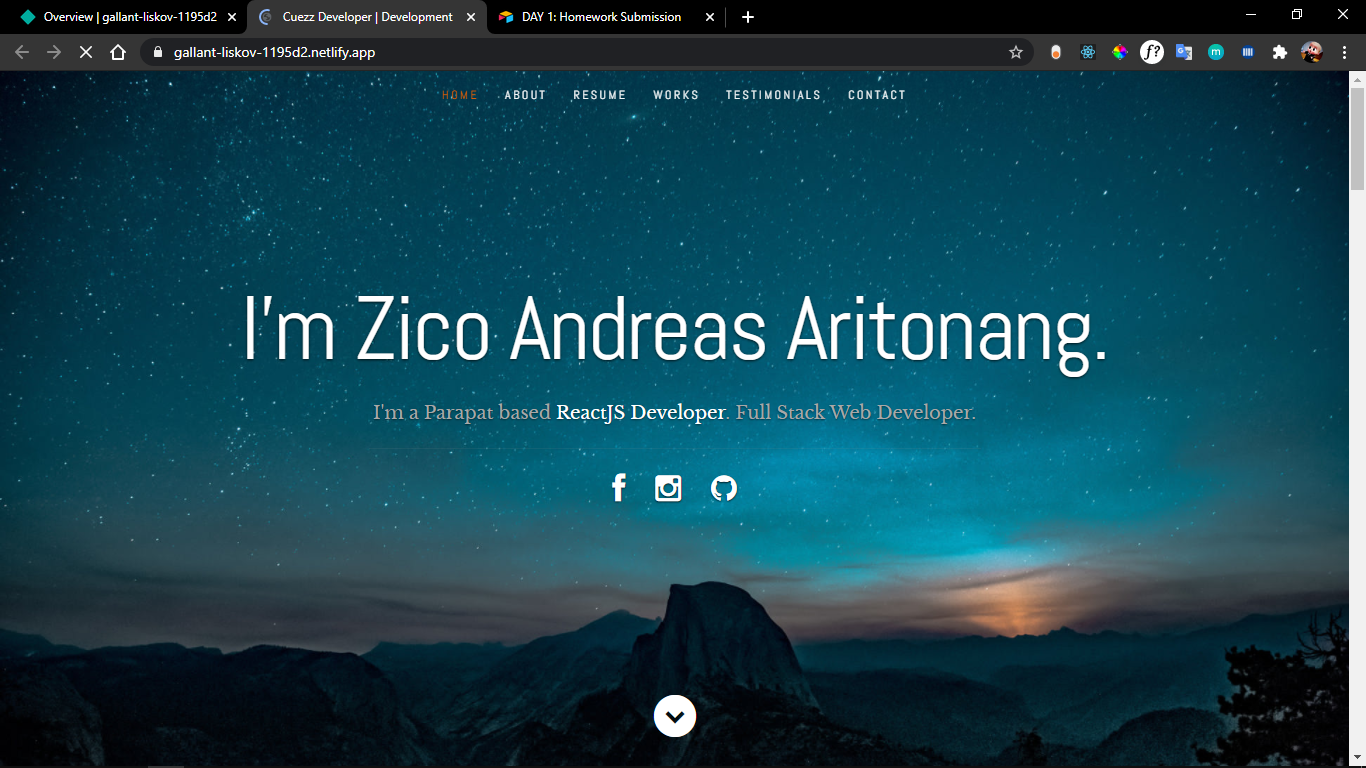 Overview | gallant-liskov-1195d2
Cuezz Developer | Development
DAY 1: Homework Submission
gallant-liskov-1195d2.netlify.app
f?
m
HOME ABOUT RESUME WORKS TESTIMONIALS CONTACT
I'm Zico Andreas Aritonang.
I'm a Parapat based ReactJS Developer. Full Stack Web Developer.